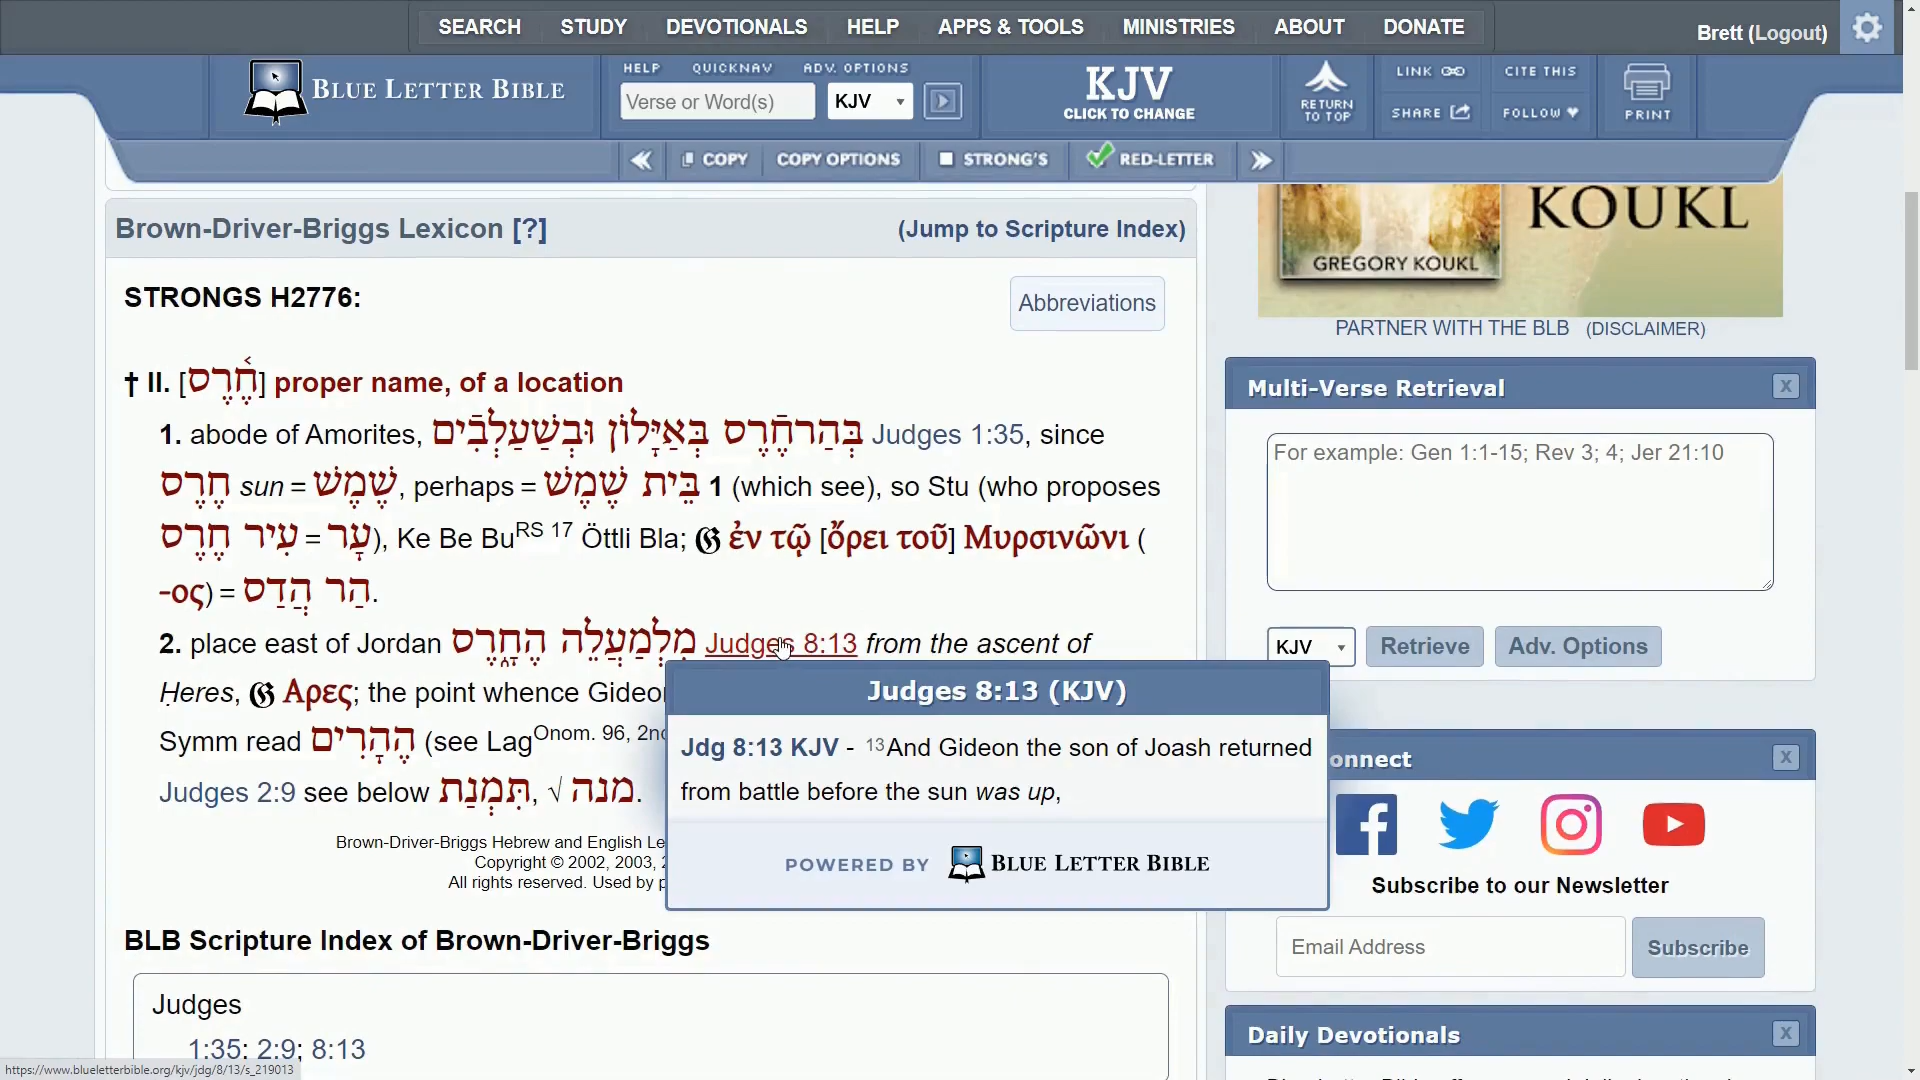 SEARCH STUDY DEVOTIONALS HELP APPS & TOOLS MINISTRIES ABOUT DONATE
Brett (Logout)
BLUE LETTER BIBLE
HELP QUICKNAV ADV. OPTIONS
Verse or Word(s) KJV
KJV
CLICK TO CHANGE
RETURN
TO TOP
LINK
SHARE
CITE THIS
FOLLOW
PRINT
COPY COPY OPTIONS STRONG'S RED-LETTER
Brown-Driver-Briggs Lexicon [?] (Jump to Scripture Index)
STRONGS H2776:
Abbreviations
† II. [חֶ֫רֶס] proper name, of a location
1. abode of Amorites, בְּהַרחֶֿרֶס בְּאַיָּלוֺן וּבְשַׁעַלְבִֿים Judges 1:35, since
חֶרֶס sun = שֶׁמֶשׁ, perhaps = בֵּית שֶׁמֶשׁ 1 (which see), so Stu (who proposes
עִיר חֶרֶס = עָר), Ke Be Bu RS 17 Öttli Bla; 𝔊 ἐν τῷ [ὄρει τοῦ] Μυρσινῶνι (
-ος) = הַר הֲדַס.
2. place east of Jordan מִלְמַעֲלֵה הֶחָ֑רֶס Judges 8:13 from the ascent of
Ḥeres, 𝔊 Αρες; the point whence Gideon
Symm read הֶהָרִים (see Lag Onom. 96, 2nd
Judges 2:9 see below תִּמְנַת, √ מנה.
Brown-Driver-Briggs Hebrew and English Le
Copyright © 2002, 2003, 2
All rights reserved. Used by p
Judges 8:13 (KJV)
Jdg 8:13 KJV - 13And Gideon the son of Joash returned
from battle before the sun was up,
POWERED BY BLUE LETTER BIBLE
BLB Scripture Index of Brown-Driver-Briggs
Judges
1:35; 2:9; 8:13
https://www.blueletterbible.org/kjv/jdg/8/13/s_219013
KOUKL
GREGORY KOUKL
PARTNER WITH THE BLB (DISCLAIMER)
Multi-Verse Retrieval X
For example: Gen 1:1-15; Rev 3; 4; Jer 21:10
KJV Retrieve Adv. Options
onnect X
Subscribe to our Newsletter
Email Address Subscribe
Daily Devotionals X